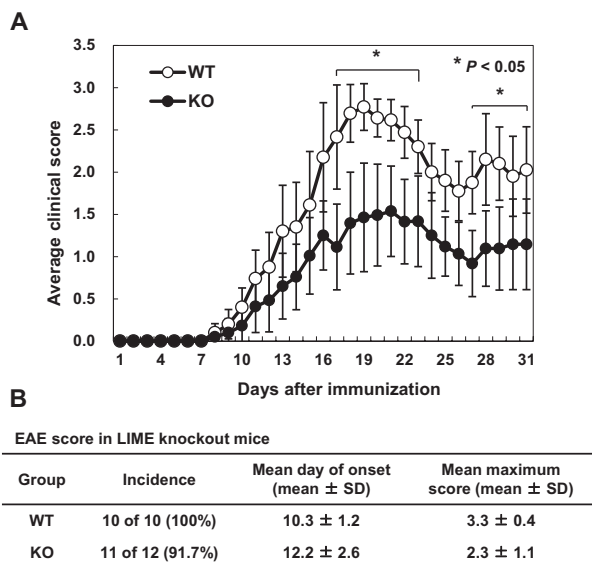 A
WT
KO
*
* P < 0.05
*
3.5
3.0
2.5
2.0
1.5
1.0
0.5
0.0
Average clinical score
1 4 7 10 13 16 19 22 25 28 31
Days after immunization
B
EAE score in LIME knockout mice
Group Incidence Mean day of onset (mean ± SD) Mean maximum score (mean ± SD)
WT 10 of 10 (100%) 10.3 ± 1.2 3.3 ± 0.4
KO 11 of 12 (91.7%) 12.2 ± 2.6 2.3 ± 1.1